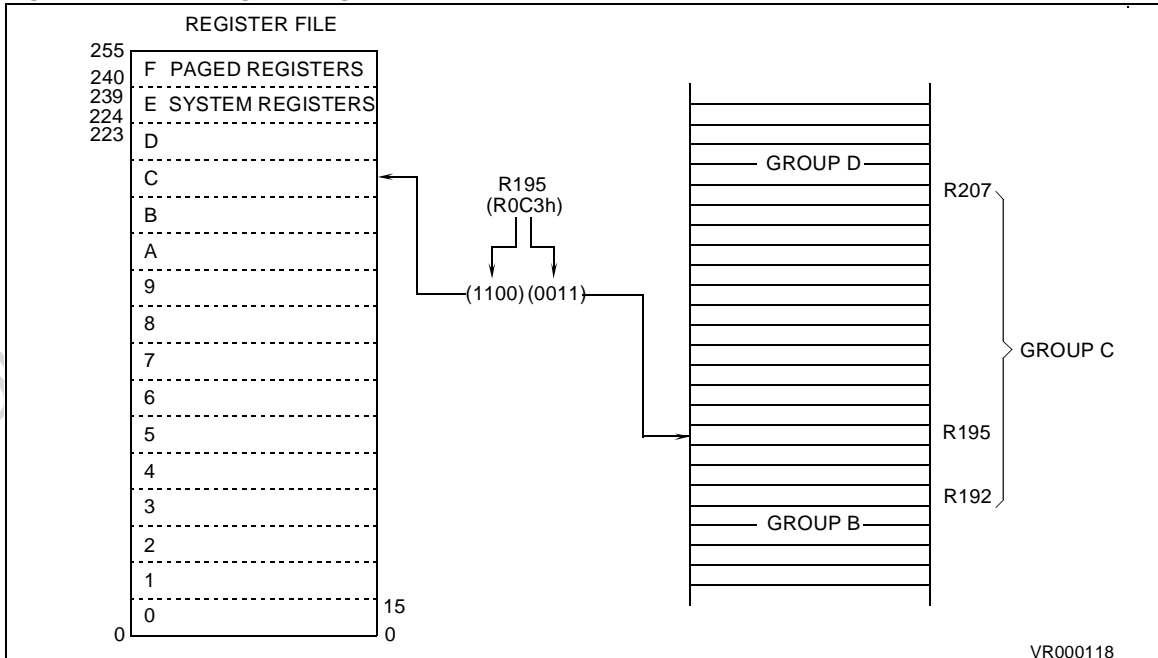 REGISTER FILE
255
240
239
224
223
F PAGED REGISTERS
E SYSTEM REGISTERS
D
C
B
A
9
8
7
6
5
4
3
2
1
0
15
0
0
R195
(R0C3h)
(1100) (0011)
GROUP D
R207
GROUP C
R195
R192
GROUP B
VR000118